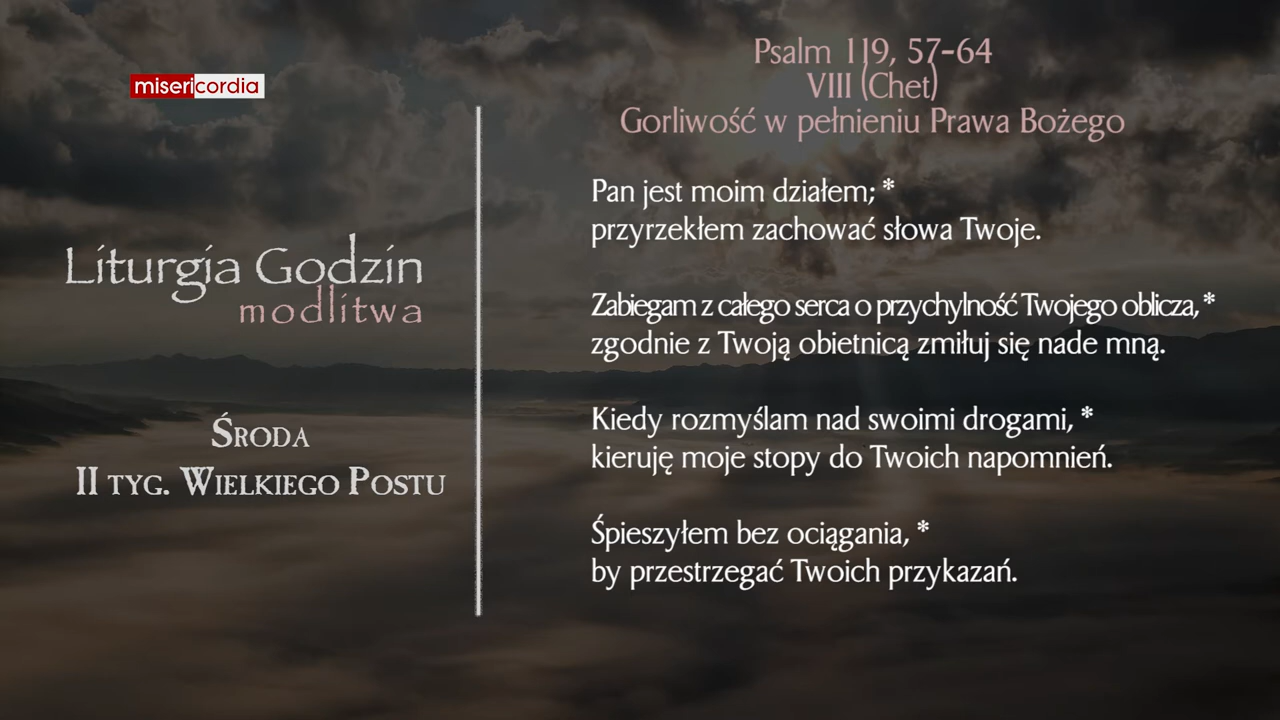 misericordia
Liturgia Godzin
modlitwa
Środa
II tyg. Wielkiego Postu
Psalm 119, 57-64
VIII (Chet)
Gorliwość w pełnieniu Prawa Bożego
Pan jest moim działem; *
przyrzekłem zachować słowa Twoje.
Zabiegam z całego serca o przychylność Twojego oblicza, *
zgodnie z Twoją obietnicą zmiłuj się nade mną.
Kiedy rozmyślam nad swoimi drogami, *
kieruję moje stopy do Twoich napomnień.
Śpieszyłem bez ociągania, *
by przestrzegać Twoich przykazań.